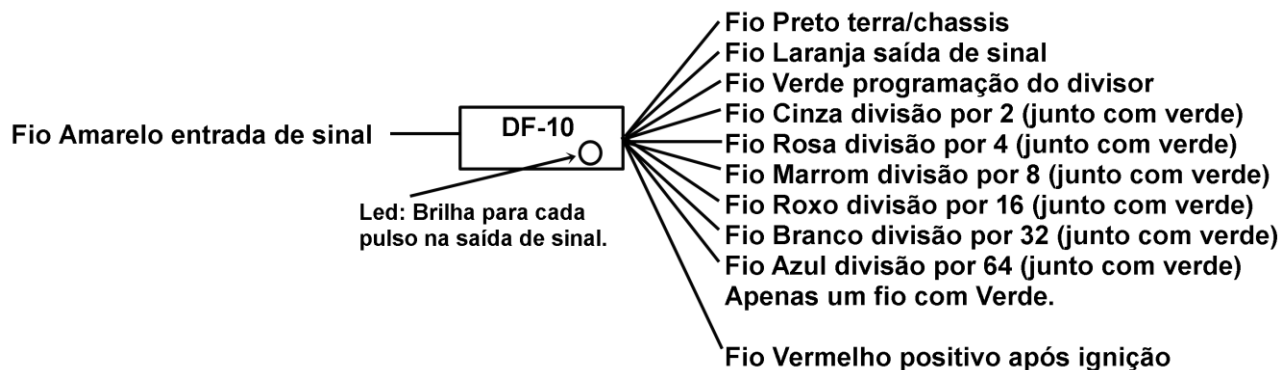 Fio Amarelo entrada de sinal
DF-10
Led: Brilha para cada
pulso na saída de sinal.
Fio Preto terra/chassis
Fio Laranja saída de sinal
Fio Verde programação do divisor
Fio Cinza divisão por 2 (junto com verde)
Fio Rosa divisão por 4 (junto com verde)
Fio Marrom divisão por 8 (junto com verde)
Fio Roxo divisão por 16 (junto com verde)
Fio Branco divisão por 32 (junto com verde)
Fio Azul divisão por 64 (junto com verde)
Apenas um fio com Verde.
Fio Vermelho positivo após ignição